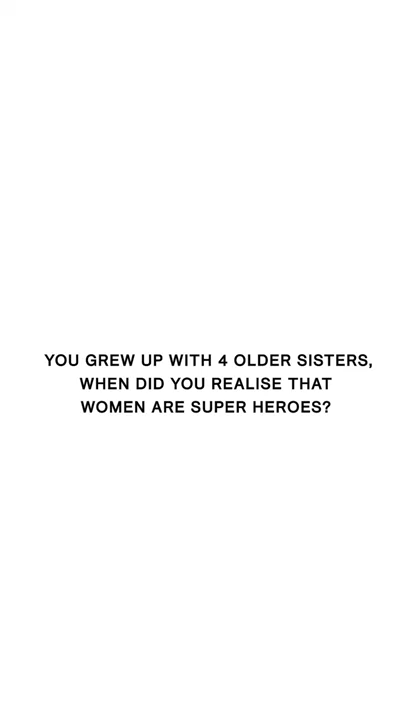 YOU GREW UP WITH 4 OLDER SISTERS,
WHEN DID YOU REALISE THAT
WOMEN ARE SUPER HEROES?